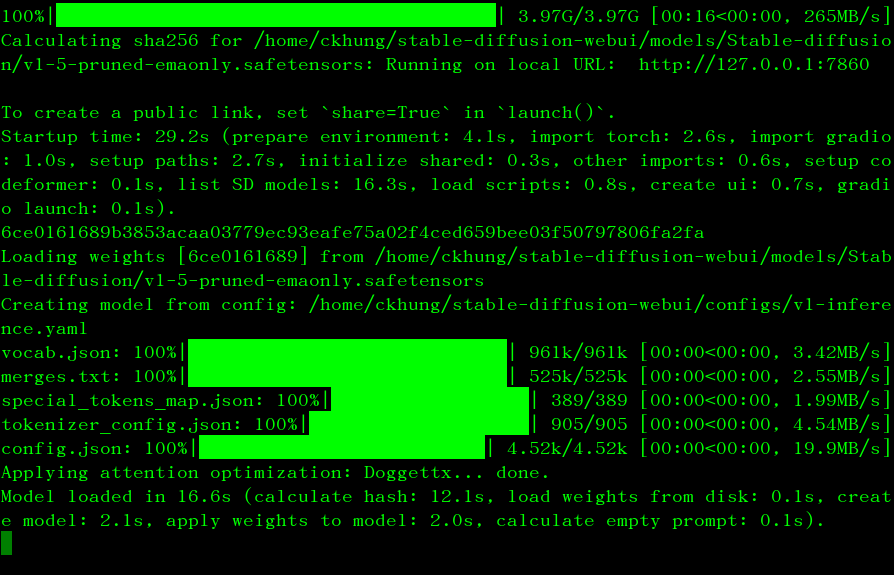 100%|██████████| 3.97G/3.97G [00:16<00:00, 265MB/s]
Calculating sha256 for /home/ckhung/stable-diffusion-webui/models/Stable-diffusio
n/v1-5-pruned-emaonly.safetensors: Running on local URL:  http://127.0.0.1:7860
To create a public link, set `share=True` in `launch()`.
Startup time: 29.2s (prepare environment: 4.1s, import torch: 2.6s, import gradio
: 1.0s, setup paths: 2.7s, initialize shared: 0.3s, other imports: 0.6s, setup co
deformer: 0.1s, list SD models: 16.3s, load scripts: 0.8s, create ui: 0.7s, gradi
o launch: 0.1s).
6ce0161689b3853acaa03779ec93eafe75a02f4ced659bee03f50797806fa2fa
Loading weights [6ce0161689] from /home/ckhung/stable-diffusion-webui/models/Stab
le-diffusion/v1-5-pruned-emaonly.safetensors
Creating model from config: /home/ckhung/stable-diffusion-webui/configs/v1-infere
nce.yaml
vocab.json: 100%|██████████| 961k/961k [00:00<00:00, 3.42MB/s]
merges.txt: 100%|██████████| 525k/525k [00:00<00:00, 2.55MB/s]
special_tokens_map.json: 100%|██████████| 389/389 [00:00<00:00, 1.99MB/s]
tokenizer_config.json: 100%|██████████| 905/905 [00:00<00:00, 4.54MB/s]
config.json: 100%|██████████| 4.52k/4.52k [00:00<00:00, 19.9MB/s]
Applying attention optimization: Doggettx... done.
Model loaded in 16.6s (calculate hash: 12.1s, load weights from disk: 0.1s, creat
e model: 2.1s, apply weights to model: 2.0s, calculate empty prompt: 0.1s).